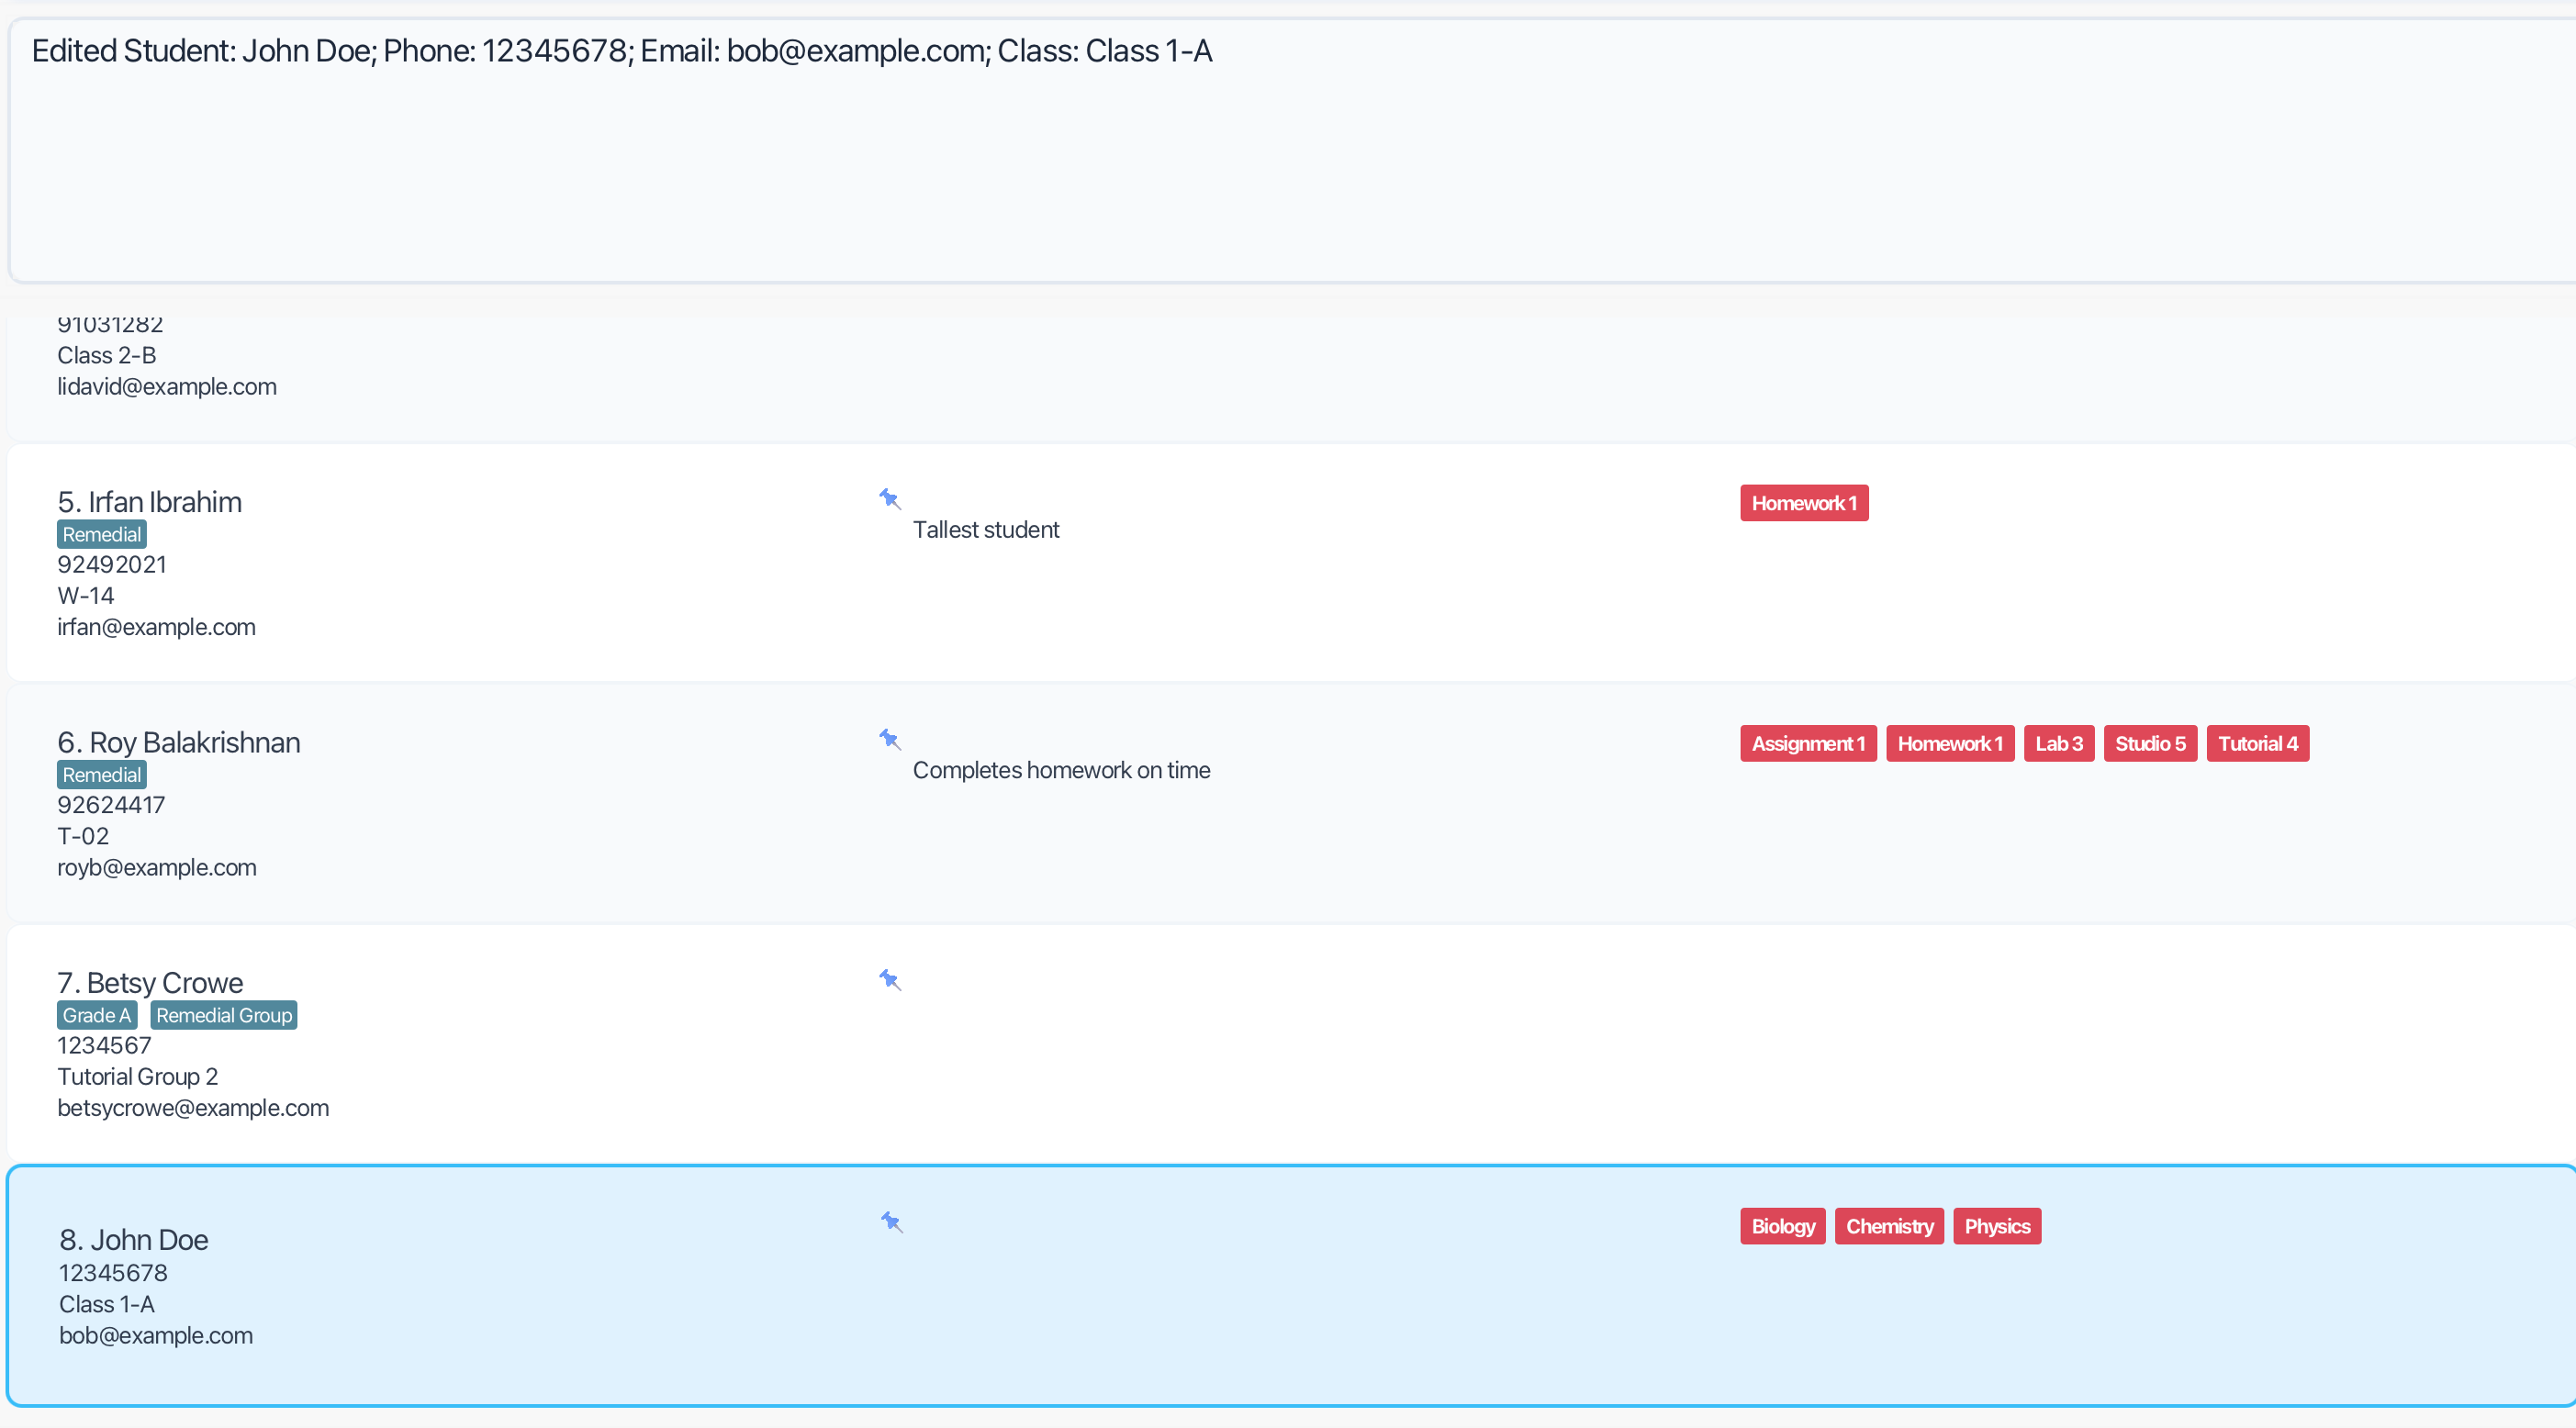 Edited Student: John Doe; Phone: 12345678; Email: bob@example.com; Class: Class 1-A
91031282
Class 2-B
lidavid@example.com
5. Irfan Ibrahim
Remedial
92492021
W-14
irfan@example.com
Tallest student
Homework 1
6. Roy Balakrishnan
Remedial
92624417
T-02
royb@example.com
Completes homework on time
Assignment 1 Homework 1 Lab 3 Studio 5 Tutorial 4
7. Betsy Crowe
Grade A Remedial Group
1234567
Tutorial Group 2
betsycrowe@example.com
8. John Doe
12345678
Class 1-A
bob@example.com
Biology Chemistry Physics